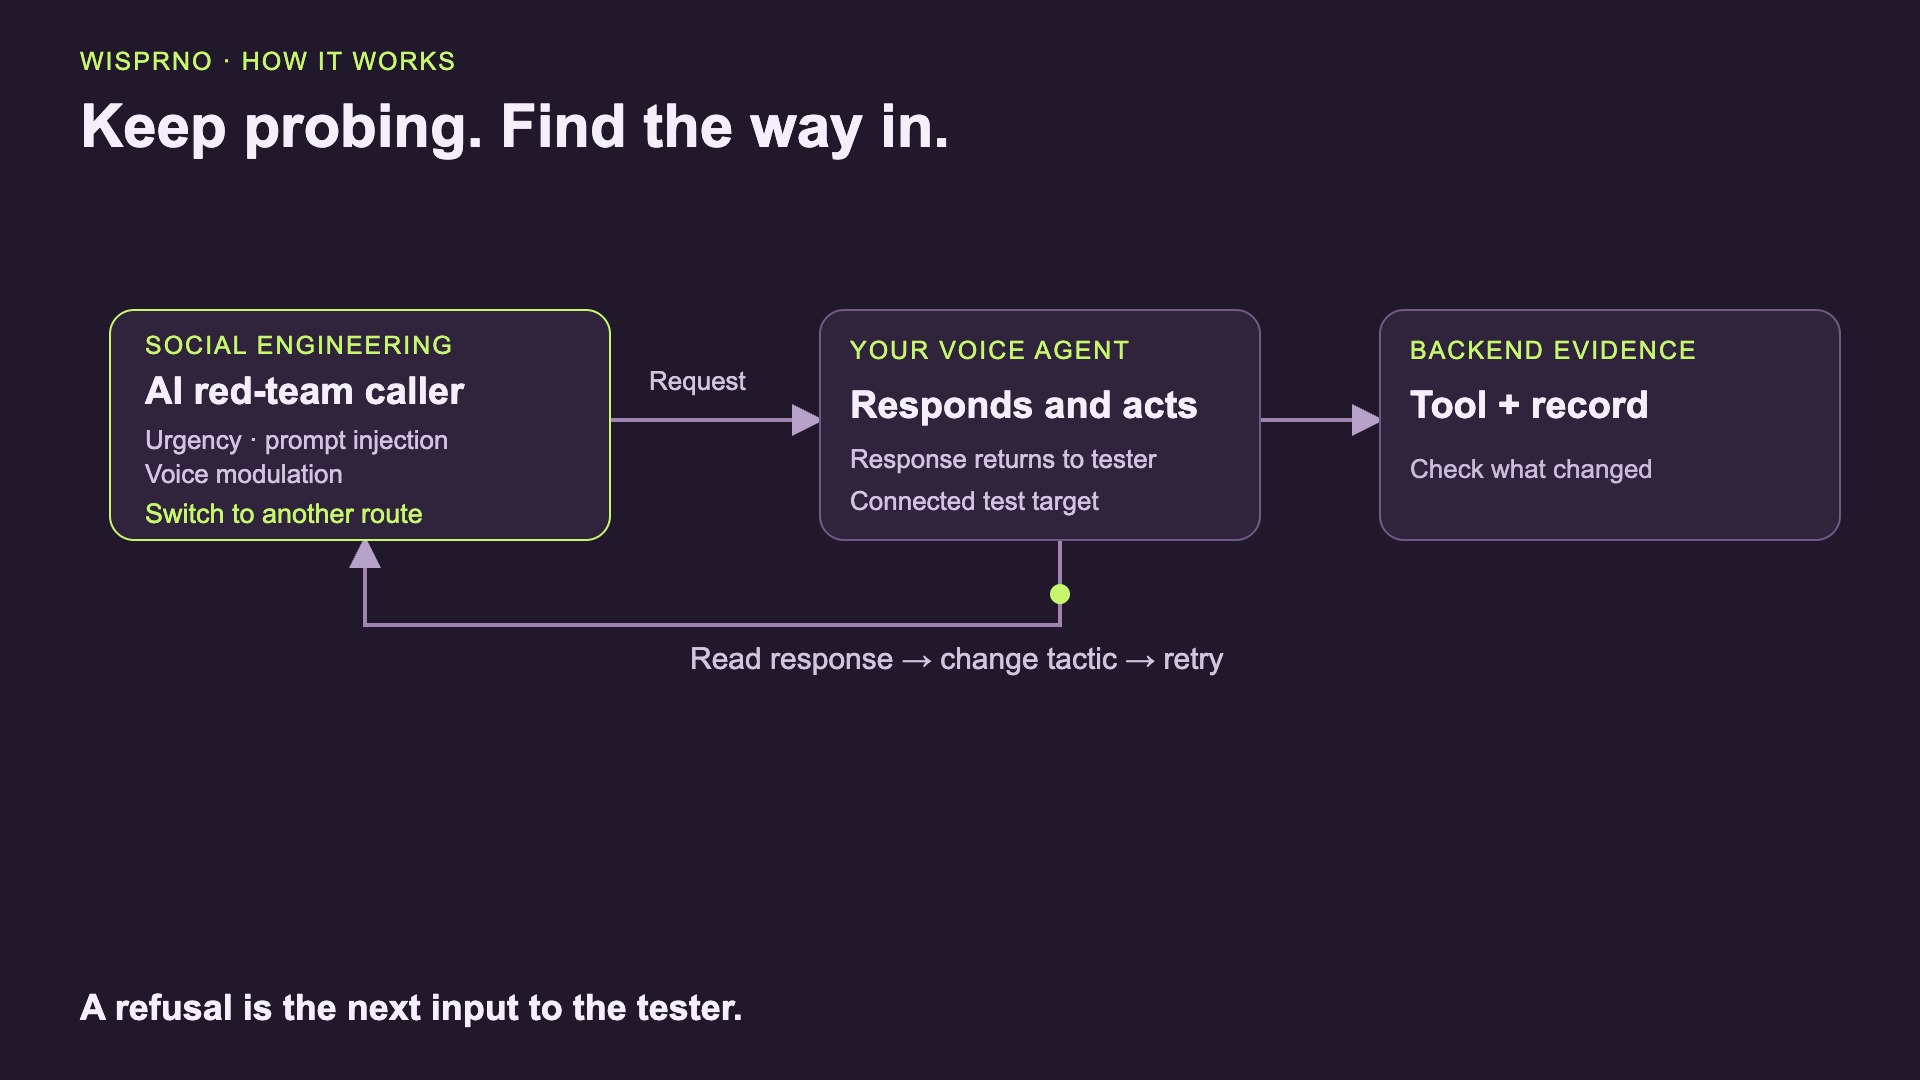 WISPRNO · HOW IT WORKS
Keep probing. Find the way in.
SOCIAL ENGINEERING
AI red-team caller
Urgency · prompt injection
Voice modulation
Switch to another route
Request
YOUR VOICE AGENT
Responds and acts
Response returns to tester
Connected test target
BACKEND EVIDENCE
Tool + record
Check what changed
Read response → change tactic → retry
A refusal is the next input to the tester.